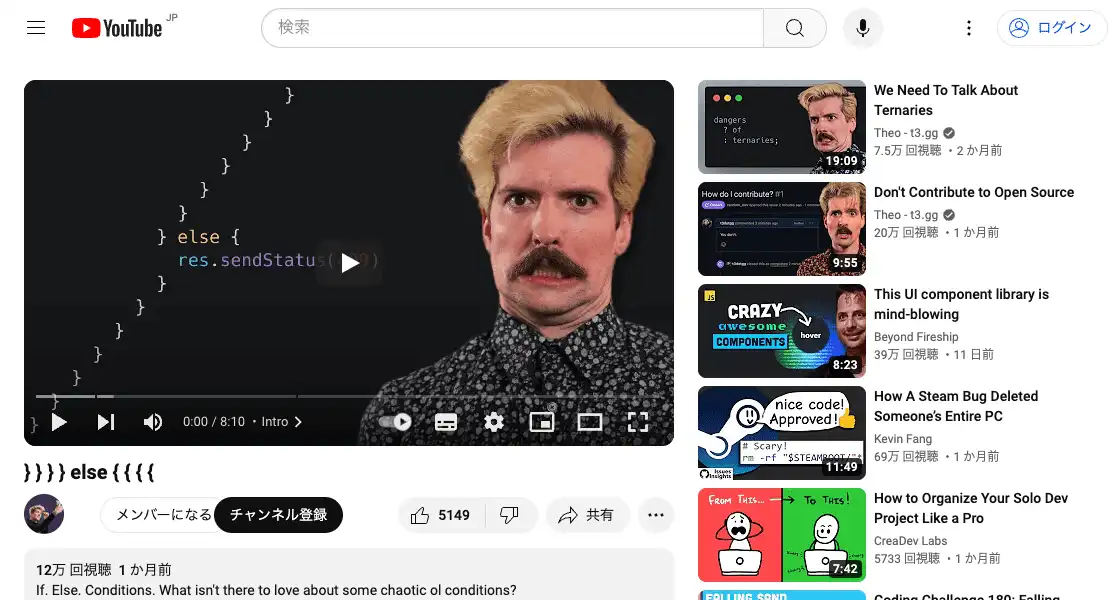 YouTube JP
検索
ログイン
}
}
}
}
}
}
} else {
res.sendStatus(
}
}
}
}
}
}
}
0:00 / 8:10 • Intro
} } } } else { { { {
メンバーになる
チャンネル登録
5149
共有
12万 回視聴 1 か月前
If. Else. Conditions. What isn't there to love about some chaotic ol conditions?
dangers
? of
: ternaries;
19:09
We Need To Talk About
Ternaries
Theo - t3.gg
7.5万 回視聴 ・2 か月前
How do I contribute? #1
You don't.
9:55
Don't Contribute to Open Source
Theo - t3.gg
20万 回視聴 ・1 か月前
JS
CRAZY
awesome
COMPONENTS
hover
8:23
This UI component library is
mind-blowing
Beyond Fireship
39万 回視聴 ・11 日前
nice code!
Approved!
# Scary!
rm -rf "$STEAMROOT/"*
Issues
Insights
11:49
How A Steam Bug Deleted
Someone’s Entire PC
Kevin Fang
69万 回視聴 ・1 か月前
FROM THIS...
TO THIS!
7:42
How to Organize Your Solo Dev
Project Like a Pro
CreaDev Labs
5733 回視聴 ・1 か月前
FALLING SAND
Coding Challenge 180: Falling